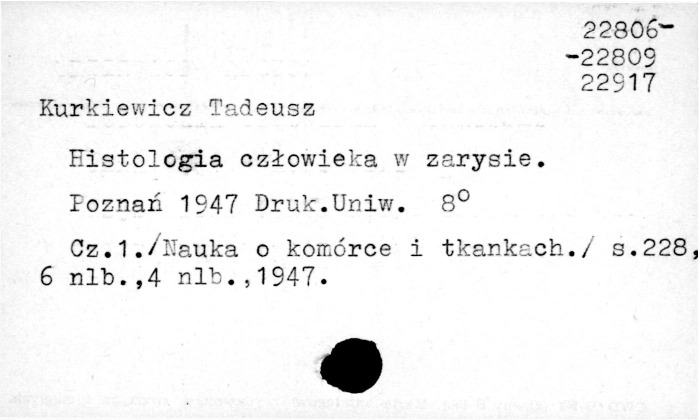 22806-
-22809
22917
Kurkiewicz Tadeusz
Histologia człowieka w zarysie.
Poznań 1947 Druk.Uniw. 8°
Cz.1./Nauka o komórce i tkankach./ s.228,
6 nlb.,4 nlb.,1947.